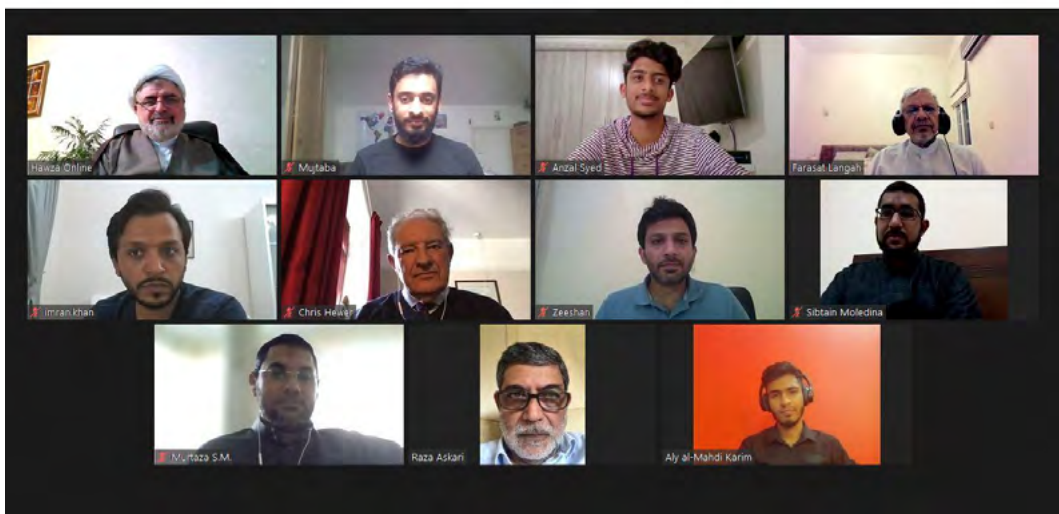 Hawza Online
Mujtaba
Anzal Syed
Farasat Langah
imran.khan
Chris Hewer
Zeeshan
Sibtain Moledina
Murtaza S.M.
Raza Askari
Aly al-Mahdi Karim